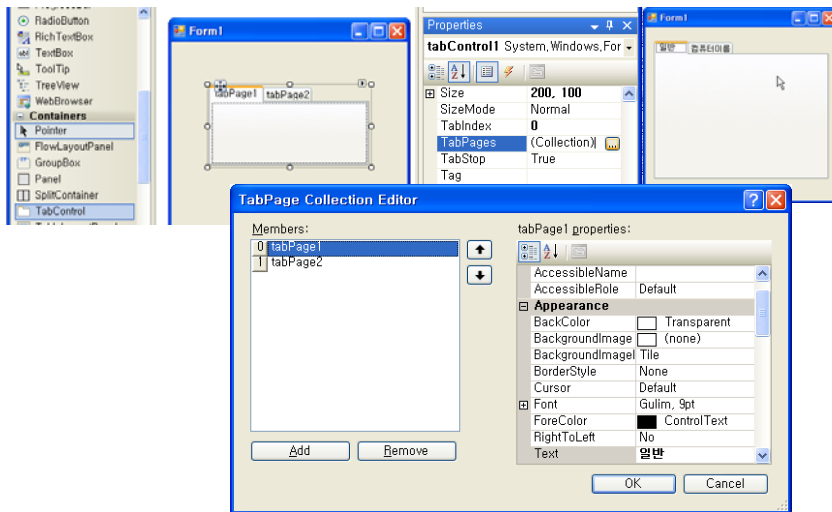 RadioButton
RichTextBox
TextBox
ToolTip
TreeView
WebBrowser
Containers
Pointer
FlowLayoutPanel
GroupBox
Panel
SplitContainer
TabControl
Form1
tabPage1 tabPage2
Properties
tabControl1 System,Windows,For
Size 200, 100
SizeMode Normal
TabIndex 0
TabPages (Collection) ...
TabStop True
Tag
Form1
일반 컴퓨터이름
TabPage Collection Editor
Members:
0 tabPage1
1 tabPage2
Add Remove
tabPage1 properties:
AccessibleName
AccessibleRole Default
Appearance
BackColor Transparent
BackgroundImage (none)
BackgroundImageL Tile
BorderStyle None
Cursor Default
Font Gulim, 9pt
ForeColor ControlText
RightToLeft No
Text 일반
OK Cancel